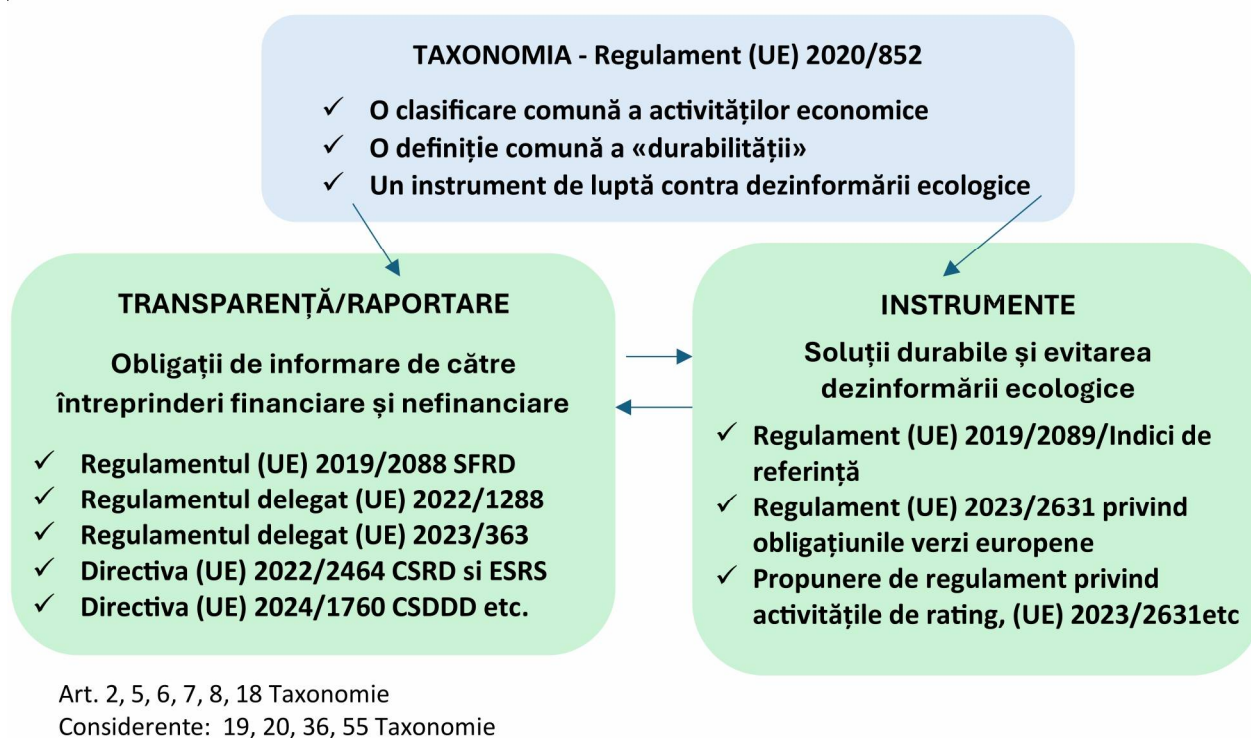 TAXONOMIA - Regulament (UE) 2020/852
✓ O clasificare comună a activităților economice
✓ O definiție comună a «durabilității»
✓ Un instrument de luptă contra dezinformării ecologice
TRANSPARENȚĂ/RAPORTARE
Obligații de informare de către
întreprinderi financiare și nefinanciare
✓ Regulamentul (UE) 2019/2088 SFRD
✓ Regulamentul delegat (UE) 2022/1288
✓ Regulamentul delegat (UE) 2023/363
✓ Directiva (UE) 2022/2464 CSRD si ESRS
✓ Directiva (UE) 2024/1760 CSDDD etc.
INSTRUMENTE
Soluții durabile și evitarea
dezinformării ecologice
✓ Regulament (UE) 2019/2089/Indici de
referință
✓ Regulament (UE) 2023/2631 privind
obligațiunile verzi europene
✓ Propunere de regulament privind
activitățile de rating, (UE) 2023/2631etc
Art. 2, 5, 6, 7, 8, 18 Taxonomie
Considerente: 19, 20, 36, 55 Taxonomie